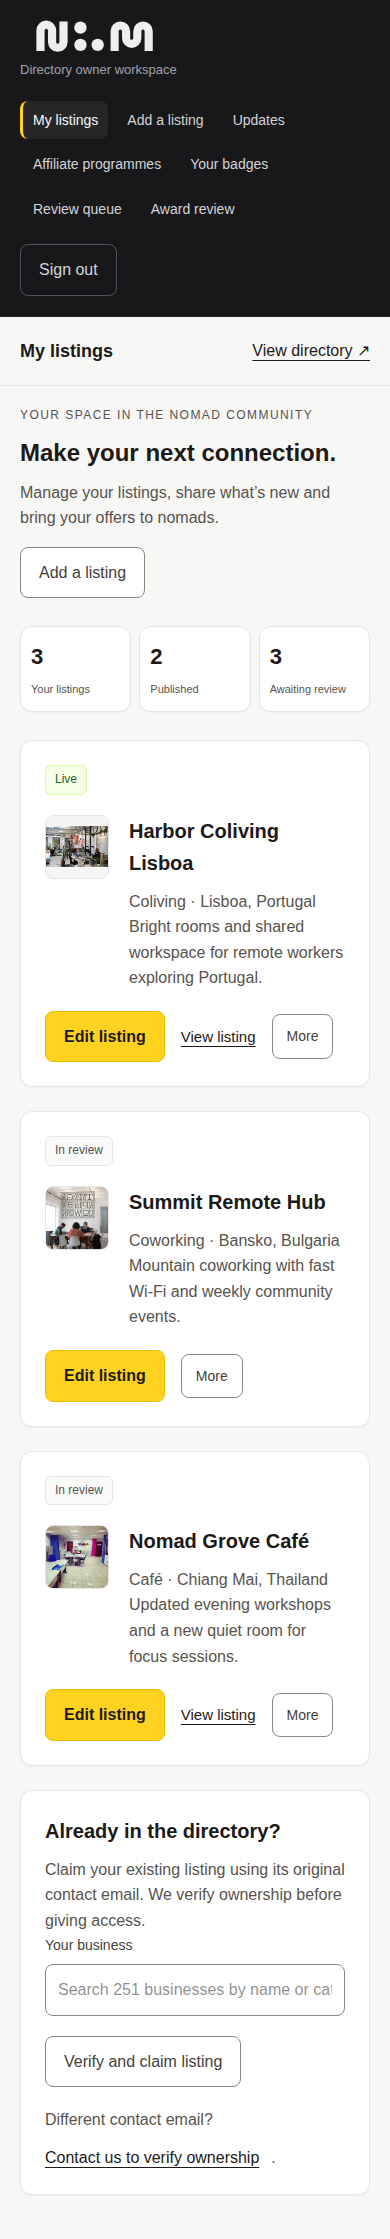 N:.M
Directory owner workspace
My listings
Add a listing
Updates
Affiliate programmes
Your badges
Review queue
Award review
Sign out
My listings
View directory ↗
YOUR SPACE IN THE NOMAD COMMUNITY
Make your next connection.
Manage your listings, share what’s new and
bring your offers to nomads.
Add a listing
3
Your listings
2
Published
3
Awaiting review
Live
Harbor Coliving
Lisboa
Coliving · Lisboa, Portugal
Bright rooms and shared
workspace for remote workers
exploring Portugal.
Edit listing
View listing
More
In review
Summit Remote Hub
Coworking · Bansko, Bulgaria
Mountain coworking with fast
Wi-Fi and weekly community
events.
Edit listing
More
In review
Nomad Grove Café
Café · Chiang Mai, Thailand
Updated evening workshops
and a new quiet room for
focus sessions.
Edit listing
View listing
More
Already in the directory?
Claim your existing listing using its original
contact email. We verify ownership before
giving access.
Your business
Search 251 businesses by name or cat
Verify and claim listing
Different contact email?
Contact us to verify ownership .